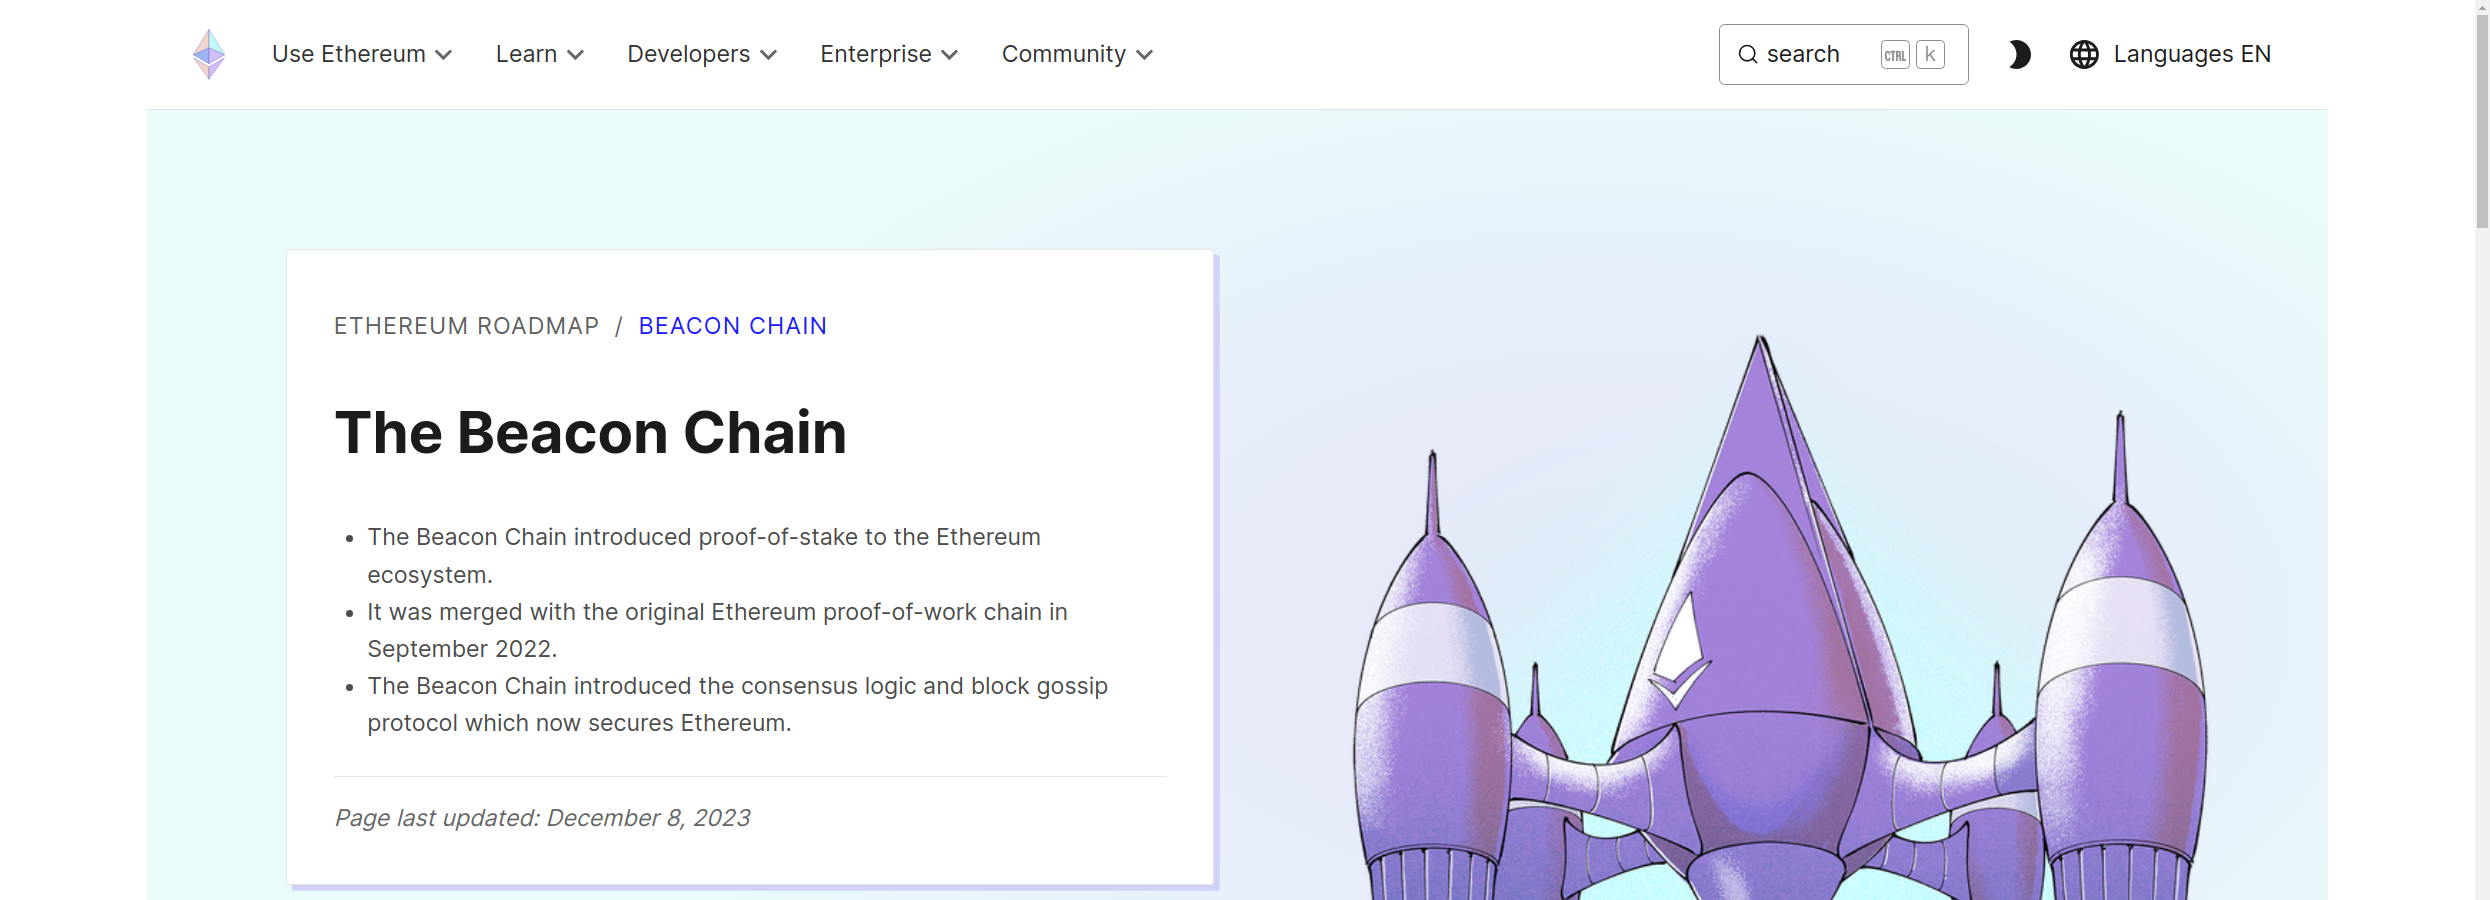 Use Ethereum Learn Developers Enterprise Community search CTRL k Languages EN
ETHEREUM ROADMAP / BEACON CHAIN
The Beacon Chain
• The Beacon Chain introduced proof-of-stake to the Ethereum
ecosystem.
• It was merged with the original Ethereum proof-of-work chain in
September 2022.
• The Beacon Chain introduced the consensus logic and block gossip
protocol which now secures Ethereum.
Page last updated: December 8, 2023